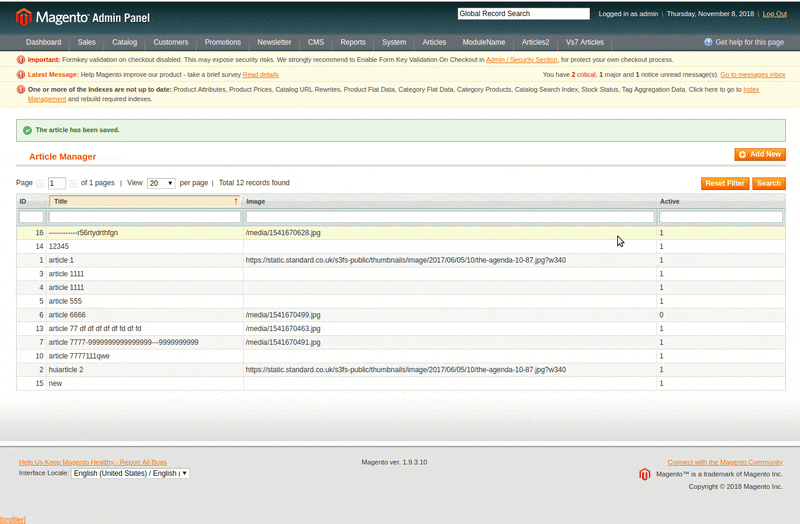 Magento Admin Panel
Global Record Search
Logged in as admin | Thursday, November 8, 2018 | Log Out
Dashboard Sales Catalog Customers Promotions Newsletter CMS Reports System Articles ModuleName Articles2 Vs7 Articles Get help for this page
Important: Formkey validation on checkout disabled. This may expose security risks. We strongly recommend to Enable Form Key Validation On Checkout in Admin / Security Section, for protect your own checkout process.
Latest Message: Help Magento improve our product - take a brief survey Read details You have 2 critical, 1 major and 1 notice unread message(s). Go to messages inbox
One or more of the Indexes are not up to date: Product Attributes, Product Prices, Catalog URL Rewrites, Product Flat Data, Category Flat Data, Category Products, Catalog Search Index, Stock Status, Tag Aggregation Data. Click here to go to Index
Management and rebuild required indexes.
The article has been saved.
Article Manager
Add New
Page 1 of 1 pages | View 20 per page | Total 12 records found
Reset Filter Search
ID Title Image Active
16 ------------r56rtydrthfgn /media/1541670628.jpg 1
14 12345 1
1 article 1 https://static.standard.co.uk/s3fs-public/thumbnails/image/2017/06/05/10/the-agenda-10-87.jpg?w340 1
3 article 1111 1
4 article 1111 1
5 article 555 1
6 article 6666 /media/1541670499.jpg 0
13 article 77 df df df df df fd df fd /media/1541670463.jpg 1
7 article 7777-9999999999999999---9999999999 /media/1541670491.jpg 1
10 article 7777111qwe 1
2 huiarticle 2 https://static.standard.co.uk/s3fs-public/thumbnails/image/2017/06/05/10/the-agenda-10-87.jpg?w340 1
15 new 1
Help Us Keep Magento Healthy - Report All Bugs
Magento ver. 1.9.3.10
Connect with the Magento Community
Interface Locale: English (United States) / English (
Magento™ is a trademark of Magento Inc.
Copyright © 2018 Magento Inc.
[profiler]